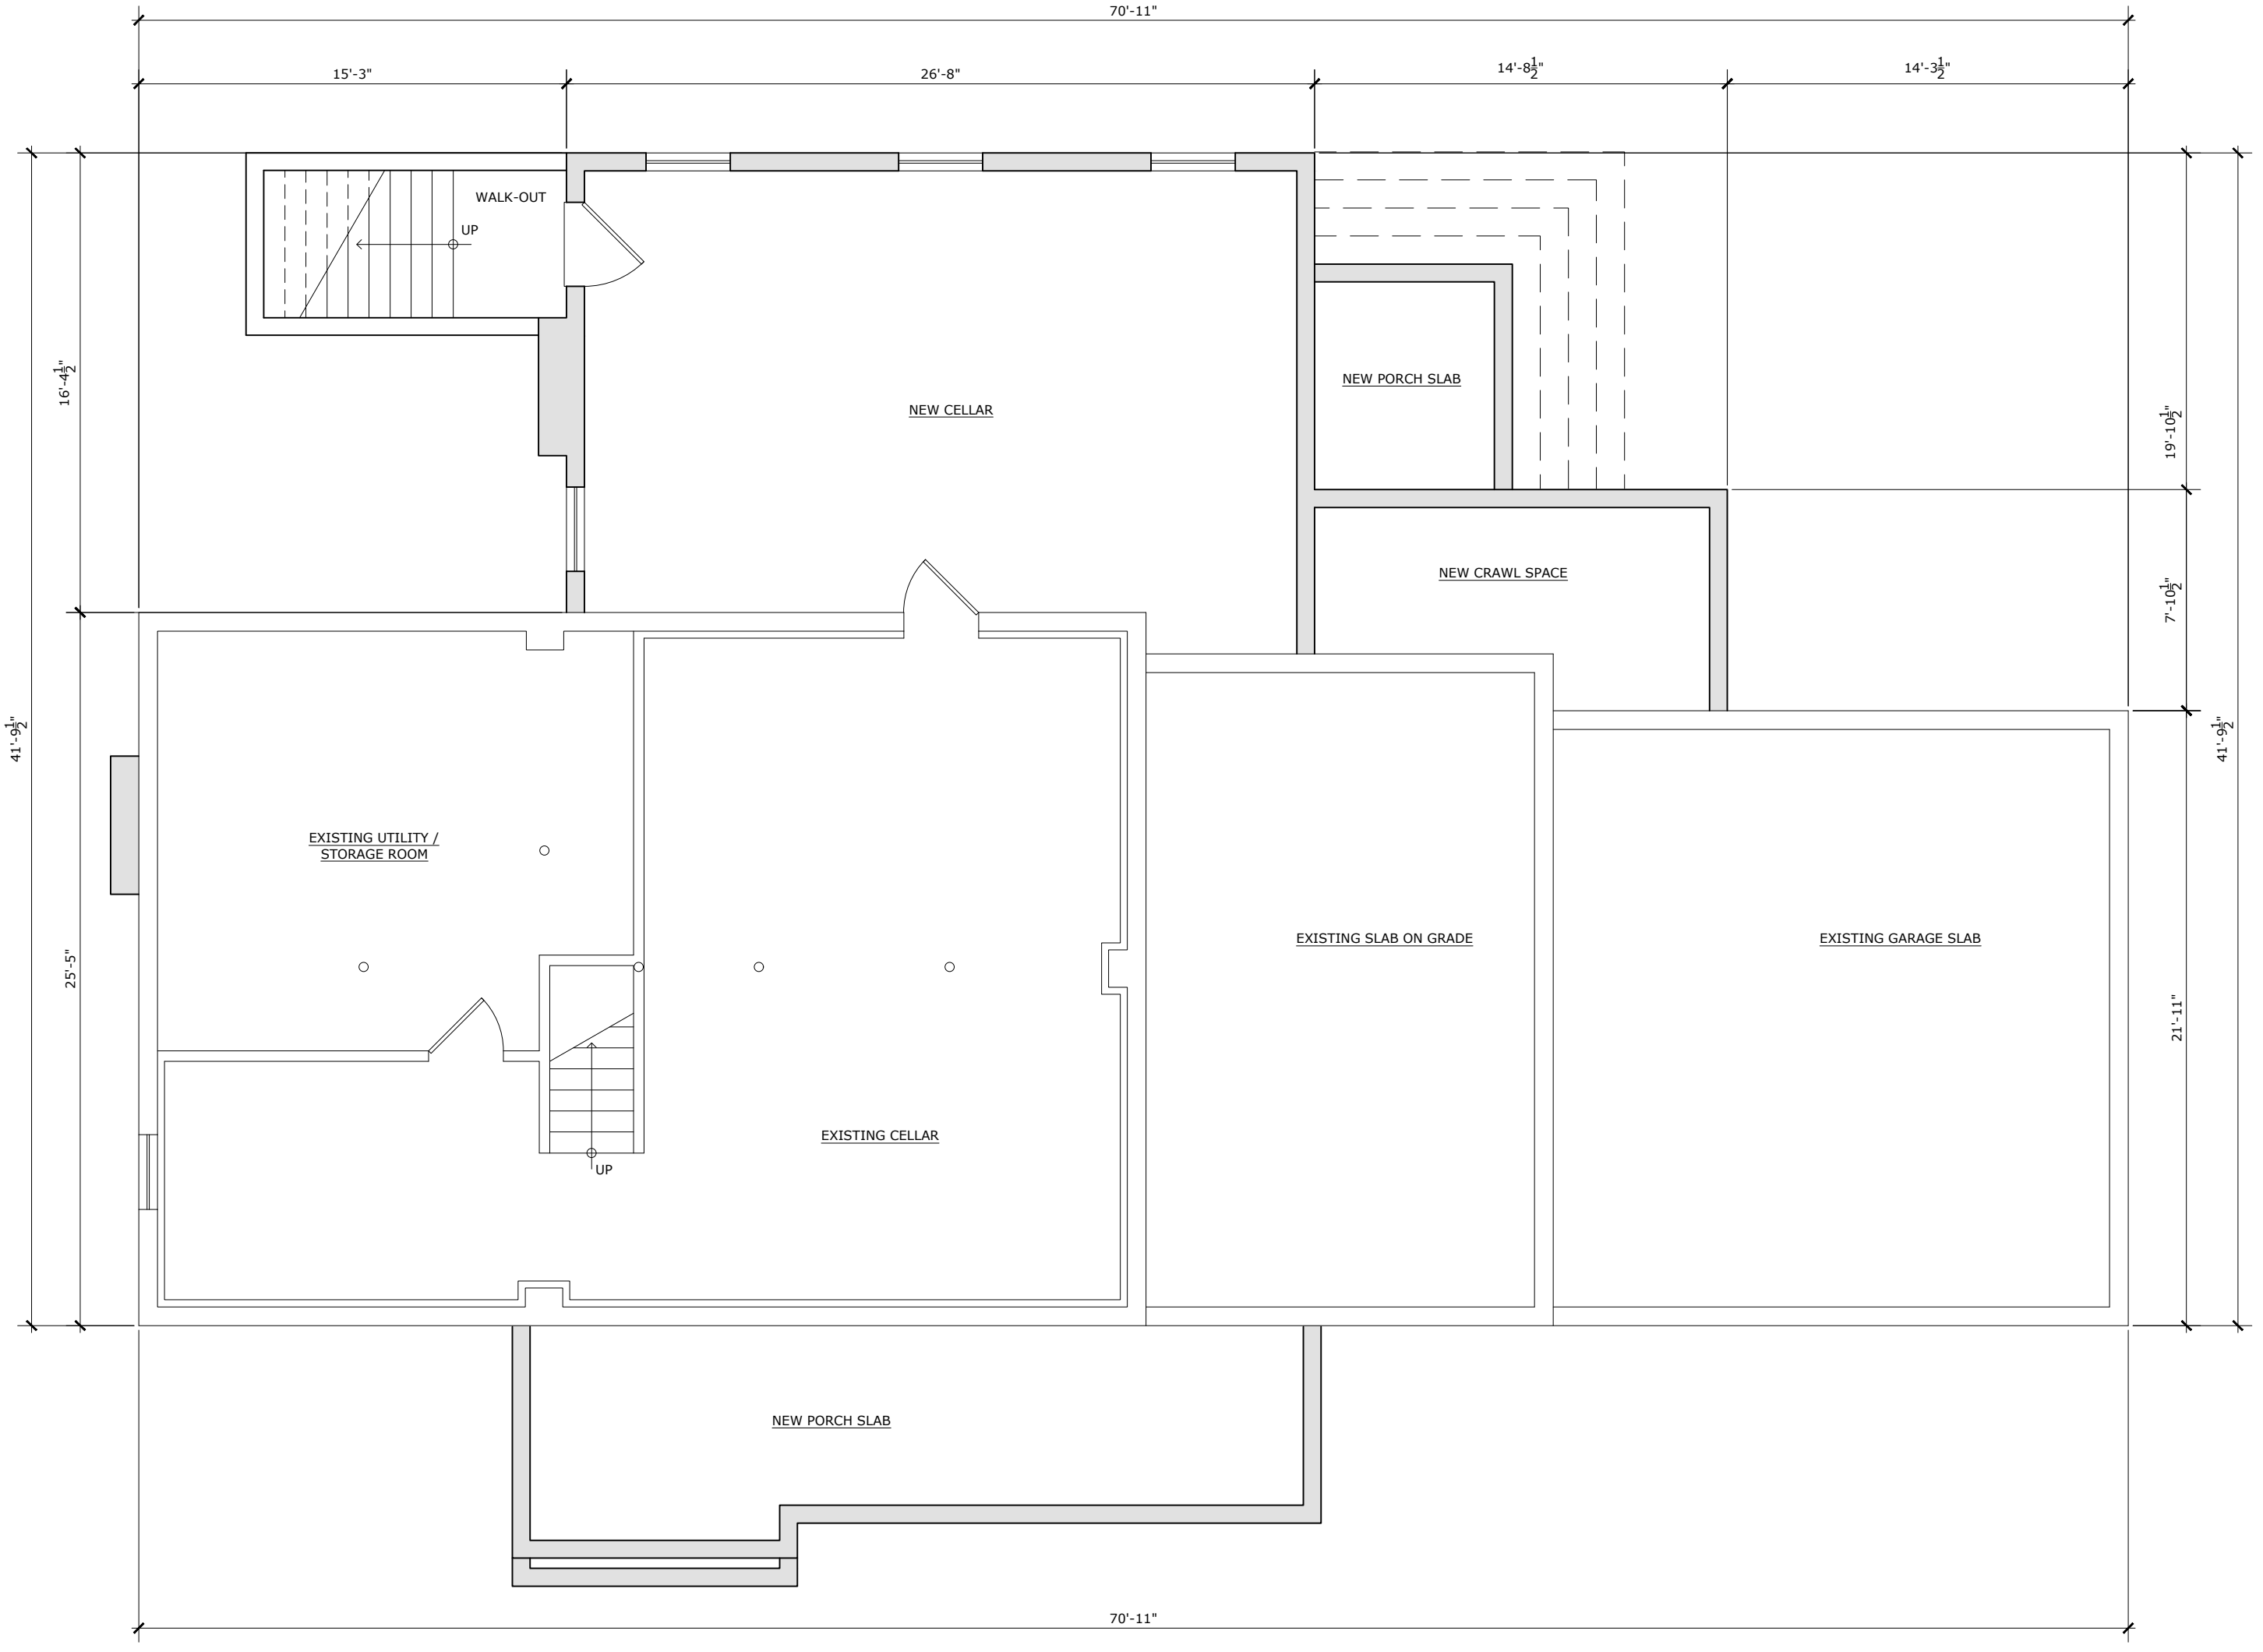 70'-11"
15'-3"
26'-8"
14'-8 1/2"
14'-3 1/2"
WALK-OUT
UP
16'-4 1/2"
NEW PORCH SLAB
NEW CELLAR
19'-10 1/2"
NEW CRAWL SPACE
7'-10 1/2"
41'-9 1/2"
41'-9 1/2"
EXISTING UTILITY /
STORAGE ROOM
25'-5"
EXISTING SLAB ON GRADE
EXISTING GARAGE SLAB
21'-11"
EXISTING CELLAR
UP
NEW PORCH SLAB
70'-11"